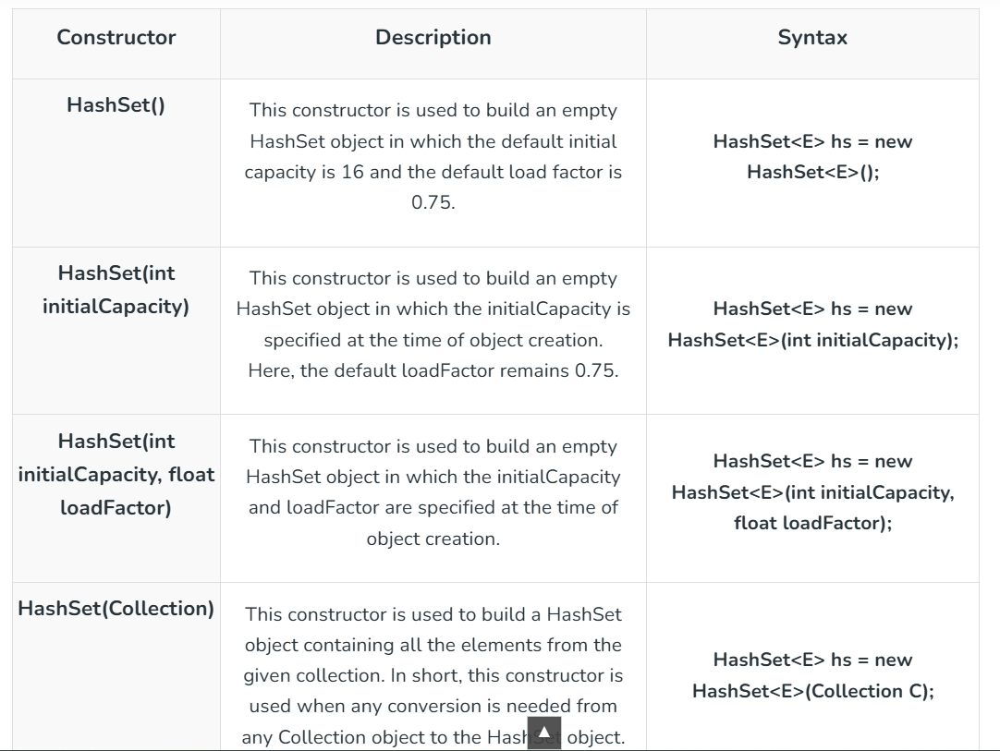 Constructor
Description
Syntax
HashSet()
This constructor is used to build an empty
HashSet object in which the default initial
capacity is 16 and the default load factor is
0.75.
HashSet<E> hs = new
HashSet<E>();
HashSet(int
initialCapacity)
This constructor is used to build an empty
HashSet object in which the initialCapacity is
specified at the time of object creation.
Here, the default loadFactor remains 0.75.
HashSet<E> hs = new
HashSet<E>(int initialCapacity);
HashSet(int
initialCapacity, float
loadFactor)
This constructor is used to build an empty
HashSet object in which the initialCapacity
and loadFactor are specified at the time of
object creation.
HashSet<E> hs = new
HashSet<E>(int initialCapacity,
float loadFactor);
HashSet(Collection)
This constructor is used to build a HashSet
object containing all the elements from the
given collection. In short, this constructor is
used when any conversion is needed from
any Collection object to the HashSet object.
HashSet<E> hs = new
HashSet<E>(Collection C);